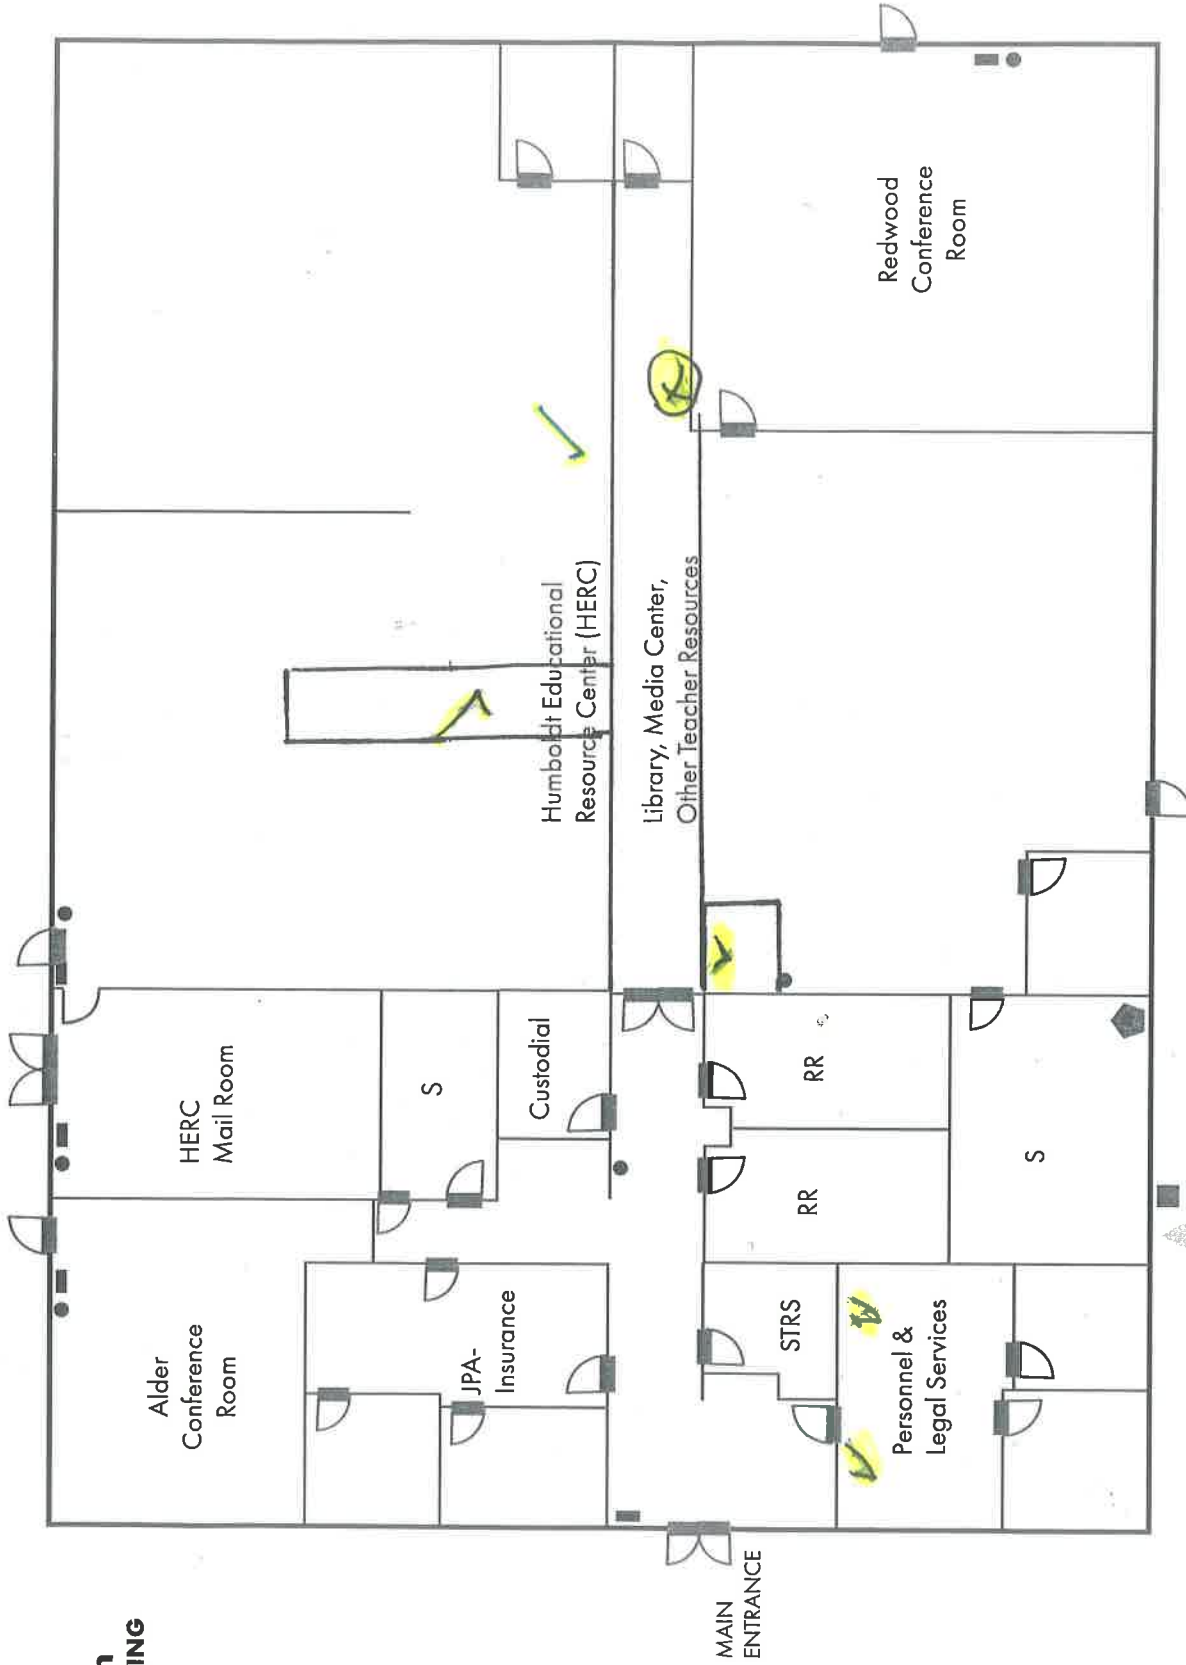 ING
Alder
Conference
Room
HERC
Mail Room
S
Custodial
JPA-
Insurance
MAIN
ENTRANCE
STRS
Personnel &
Legal Services
RR
RR
S
Humboldt Educational
Resource Center (HERC)
Library, Media Center,
Other Teacher Resources
Redwood
Conference
Room